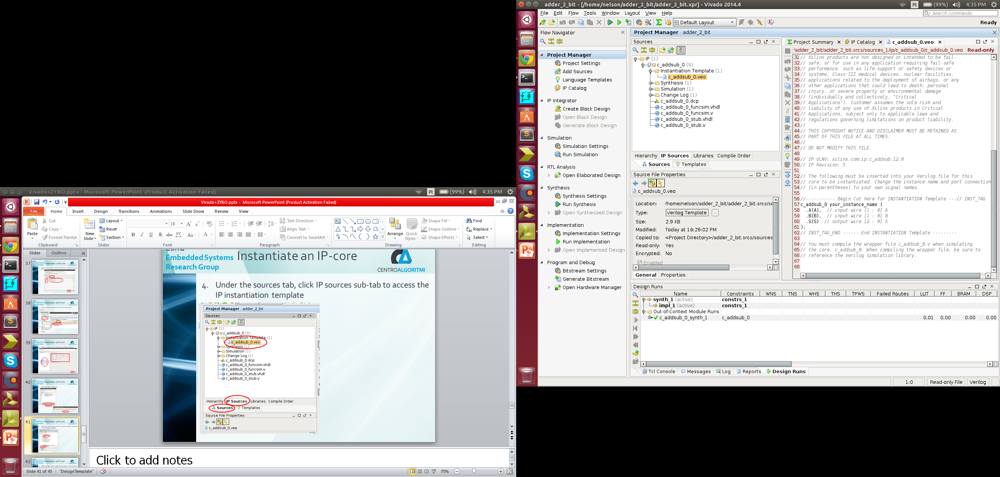 adder_2_bit - [/home/nelson/adder_2_bit/adder_2_bit.xpr] - Vivado 2014.4
Pt (99%) 4:35 PM
File Edit Flow Tools Window Layout View Help
Search commands
Default Layout
Ready
Flow Navigator
Project Manager
Project Settings
Add Sources
Language Templates
IP Catalog
IP Integrator
Create Block Design
Open Block Design
Generate Block Design
Simulation
Simulation Settings
Run Simulation
RTL Analysis
Open Elaborated Design
Synthesis
Synthesis Settings
Run Synthesis
Open Synthesized Design
Implementation
Implementation Settings
Run Implementation
Open Implemented Design
Program and Debug
Bitstream Settings
Generate Bitstream
Open Hardware Manager
Project Manager - adder_2_bit
Sources
IP (1)
c_addsub_0 (9)
Instantiation Template (1)
c_addsub_0.veo
Synthesis (1)
Simulation (1)
Change Log (1)
c_addsub_0.dcp
c_addsub_0_funcsim.vhdl
c_addsub_0_funcsim.v
c_addsub_0_stub.vhdl
c_addsub_0_stub.v
Hierarchy IP Sources Libraries Compile Order
Sources Templates
Source File Properties
c_addsub_0.veo
Location: /home/nelson/adder_2_bit/adder_2_bit.srcs/sc
Type: Verilog Template ...
Size: 2.9 KB
Modified: Today at 16:29:02 PM
Copied to: <Project Directory>/adder_2_bit.srcs/sources
Read-only: Yes
Encrypted: No
Enabled
General Properties
Project Summary IP Catalog c_addsub_0.veo
/adder_2_bit/adder_2_bit.srcs/sources_1/ip/c_addsub_0/c_addsub_0.veo Read-only
31 // Xilinx products are not designed or intended to be fail-
32 // safe, or for use in any application requiring fail-safe
33 // performance, such as life-support or safety devices or
34 // systems, Class III medical devices, nuclear facilities,
35 // applications related to the deployment of airbags, or any
36 // other applications that could lead to death, personal
37 // injury, or severe property or environmental damage
38 // (individually and collectively, "Critical
39 // Applications"). Customer assumes the sole risk and
40 // liability of any use of Xilinx products in Critical
41 // Applications, subject only to applicable laws and
42 // regulations governing limitations on product liability.
43 //
44 // THIS COPYRIGHT NOTICE AND DISCLAIMER MUST BE RETAINED AS
45 // PART OF THIS FILE AT ALL TIMES.
46 //
47 // DO NOT MODIFY THIS FILE.
48
49 // IP VLNV: xilinx.com:ip:c_addsub:12.0
50 // IP Revision: 5
51
52 // The following must be inserted into your Verilog file for this
53 // core to be instantiated. Change the instance name and port connection
54 // (in parentheses) to your own signal names.
55
56 //----------- Begin Cut here for INSTANTIATION Template ---// INST_TAG
57 c_addsub_0 your_instance_name (
58 .A(A), // input wire [1 : 0] A
59 .B(B), // input wire [1 : 0] B
60 .S(S) // output wire [2 : 0] S
61 );
62 // INST_TAG_END ------ End INSTANTIATION Template ---------
63
64 // You must compile the wrapper file c_addsub_0.v when simulating
65 // the core, c_addsub_0. When compiling the wrapper file, be sure to
66 // reference the Verilog simulation library.
67
68
Design Runs
Name Constraints WNS TNS WHS THS TPWS Failed Routes LUT FF BRAM DSP
synth_1 (active) constrs_1
impl_1 (active) constrs_1
Out-of-Context Module Runs
c_addsub_0_synth_1 c_addsub_0 0.01 0.00 0.00 0.00
Tcl Console Messages Log Reports Design Runs
1:0 Read-only File Verilog
Vivado+ZYBO.pptx - Microsoft PowerPoint (Product Activation Failed)
Pt (99%) 4:35 PM
Vivado+ZYBO.pptx - Microsoft PowerPoint (Product Activation Failed)
File Home Insert Design Transitions Animations Slide Show Review View
Paste Cut Copy Format Painter
Clipboard
New Slide Layout Reset Section
Slides
18
Font
Text Direction
Align Text
Convert to SmartArt
Paragraph
Arrange Quick Styles
Shape Fill
Shape Outline
Shape Effects
Drawing
Find
Replace
Select
Editing
Slides Outline
37
38
39
40
41
42
Embedded Systems
Research Group
Instantiate an IP-core
CENTROALGORITMI
4. Under the sources tab, click IP sources sub-tab to access the
IP instantiation template
Project Manager - adder_2_bit
Sources
IP (1)
c_addsub_0 (9)
Instantiation Template (1)
c_addsub_0.veo
Synthesis (1)
Simulation (1)
Change Log (1)
c_addsub_0.dcp
c_addsub_0_funcsim.vhdl
c_addsub_0_funcsim.v
c_addsub_0_stub.vhdl
c_addsub_0_stub.v
Hierarchy IP Sources Libraries Compile Order
Sources Templates
Source File Properties
c_addsub_0.veo
Click to add notes
Slide 41 of 45 "DesignTemplate" 75%